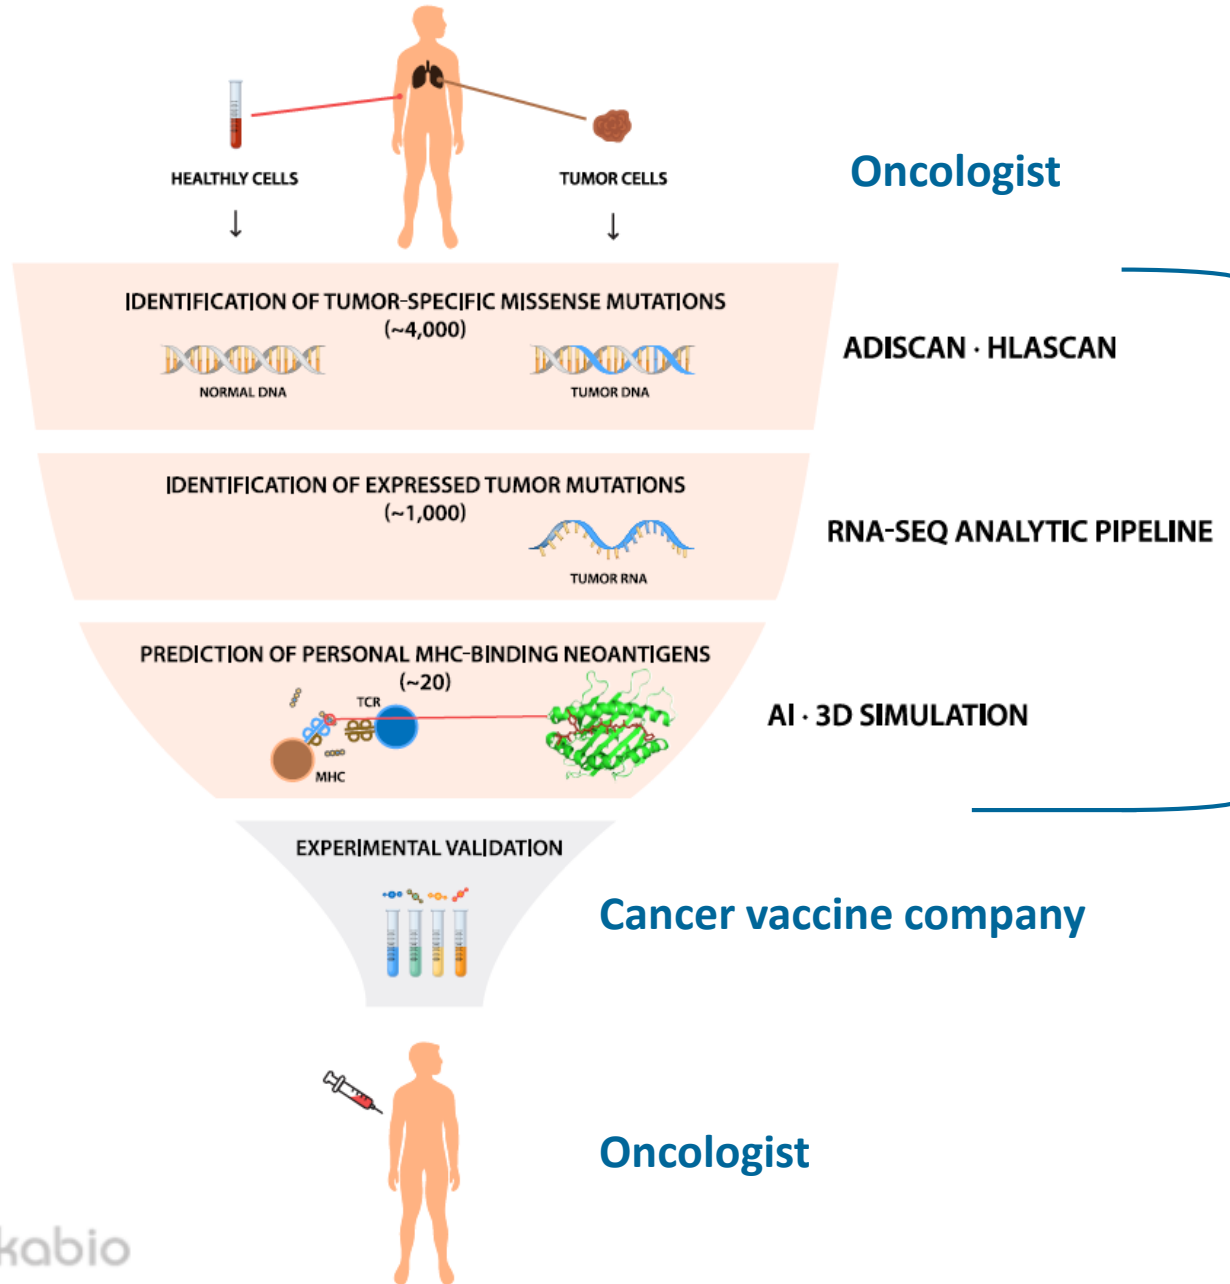 HEALTHLY CELLS
TUMOR CELLS
Oncologist
IDENTIFICATION OF TUMOR-SPECIFIC MISSENSE MUTATIONS
(~4,000)
NORMAL DNA
TUMOR DNA
ADISCAN · HLASCAN
IDENTIFICATION OF EXPRESSED TUMOR MUTATIONS
(~1,000)
TUMOR RNA
RNA-SEQ ANALYTIC PIPELINE
PREDICTION OF PERSONAL MHC-BINDING NEOANTIGENS
(~20)
TCR
MHC
AI · 3D SIMULATION
EXPERIMENTAL VALIDATION
Cancer vaccine company
Oncologist
kabio